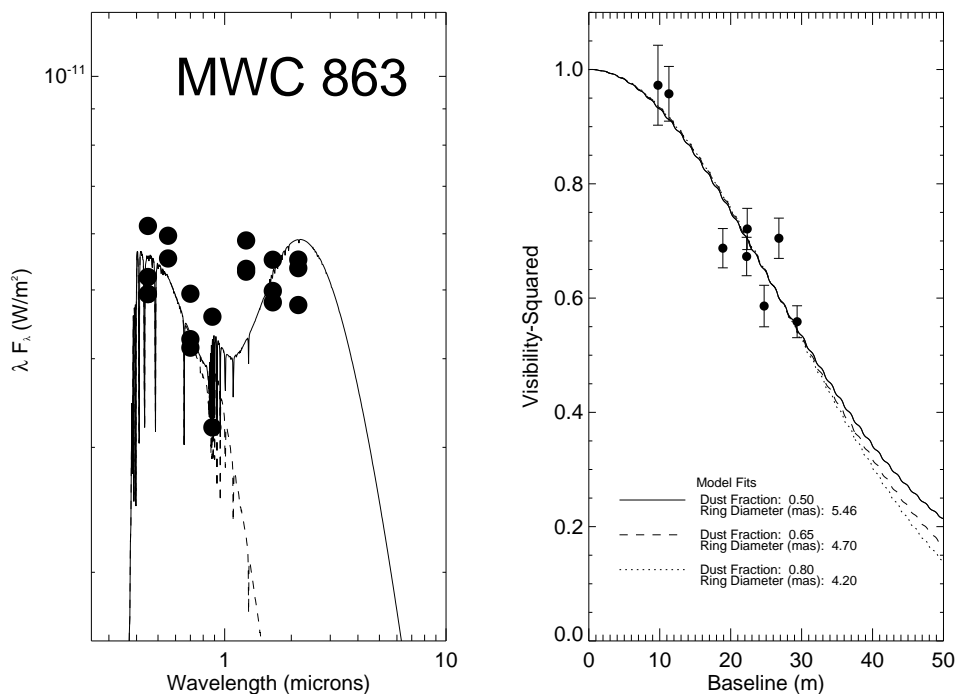 MWC 863
10-11
λ Fλ (W/m²)
1
10
Wavelength (microns)
1.0
0.8
0.6
0.4
0.2
0.0
Visibility-Squared
Model Fits
Dust Fraction: 0.50
Ring Diameter (mas): 5.46
Dust Fraction: 0.65
Ring Diameter (mas): 4.70
Dust Fraction: 0.80
Ring Diameter (mas): 4.20
0 10 20 30 40 50
Baseline (m)